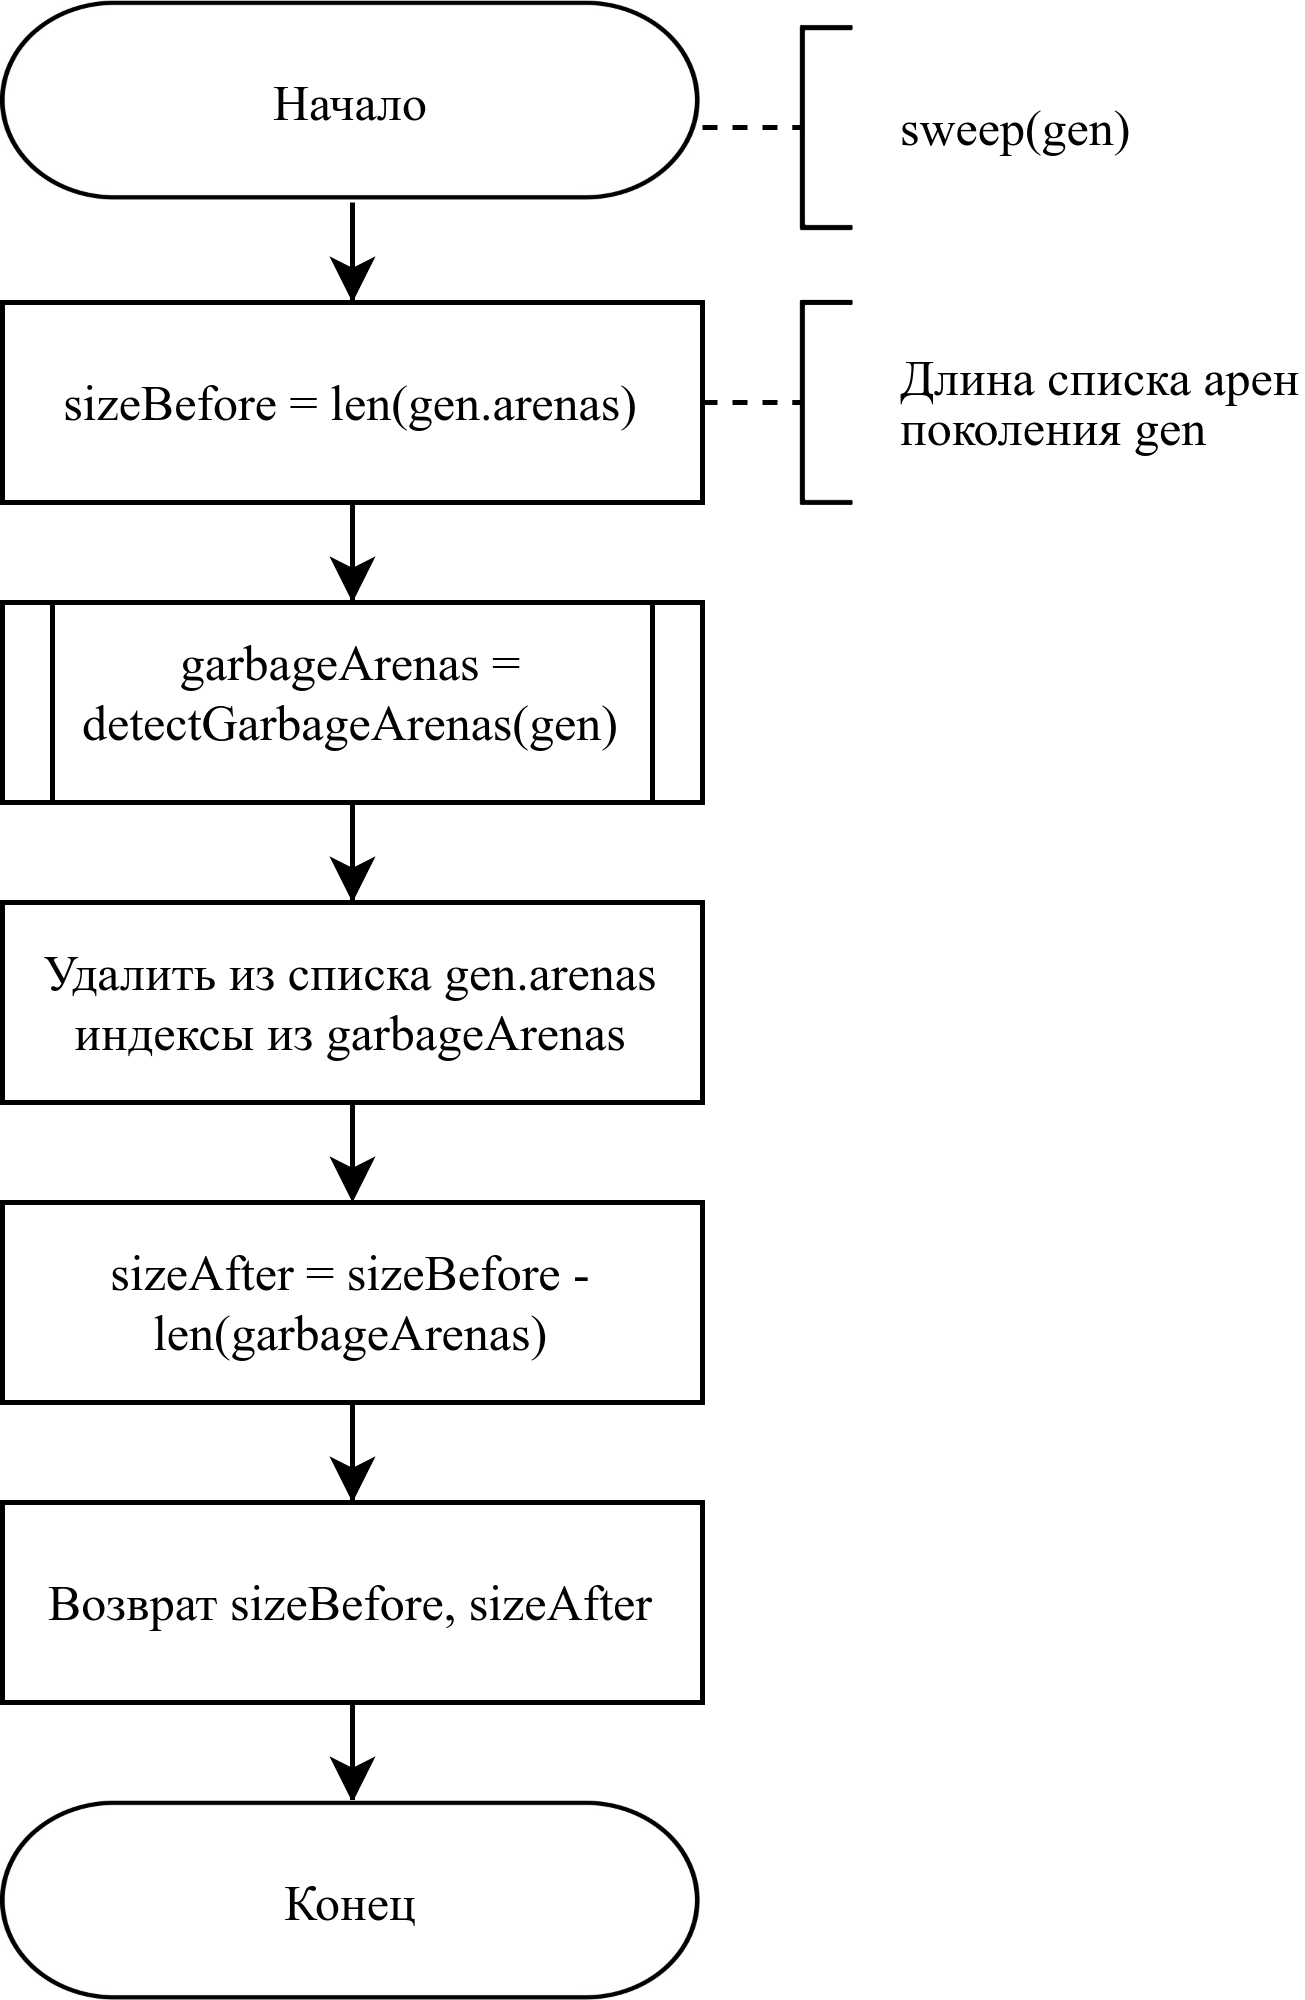 Начало
sweep(gen)
sizeBefore = len(gen.arenas)
Длина списка арен
поколения gen
garbageArenas =
detectGarbageArenas(gen)
Удалить из списка gen.arenas
индексы из garbageArenas
sizeAfter = sizeBefore -
len(garbageArenas)
Возврат sizeBefore, sizeAfter
Конец